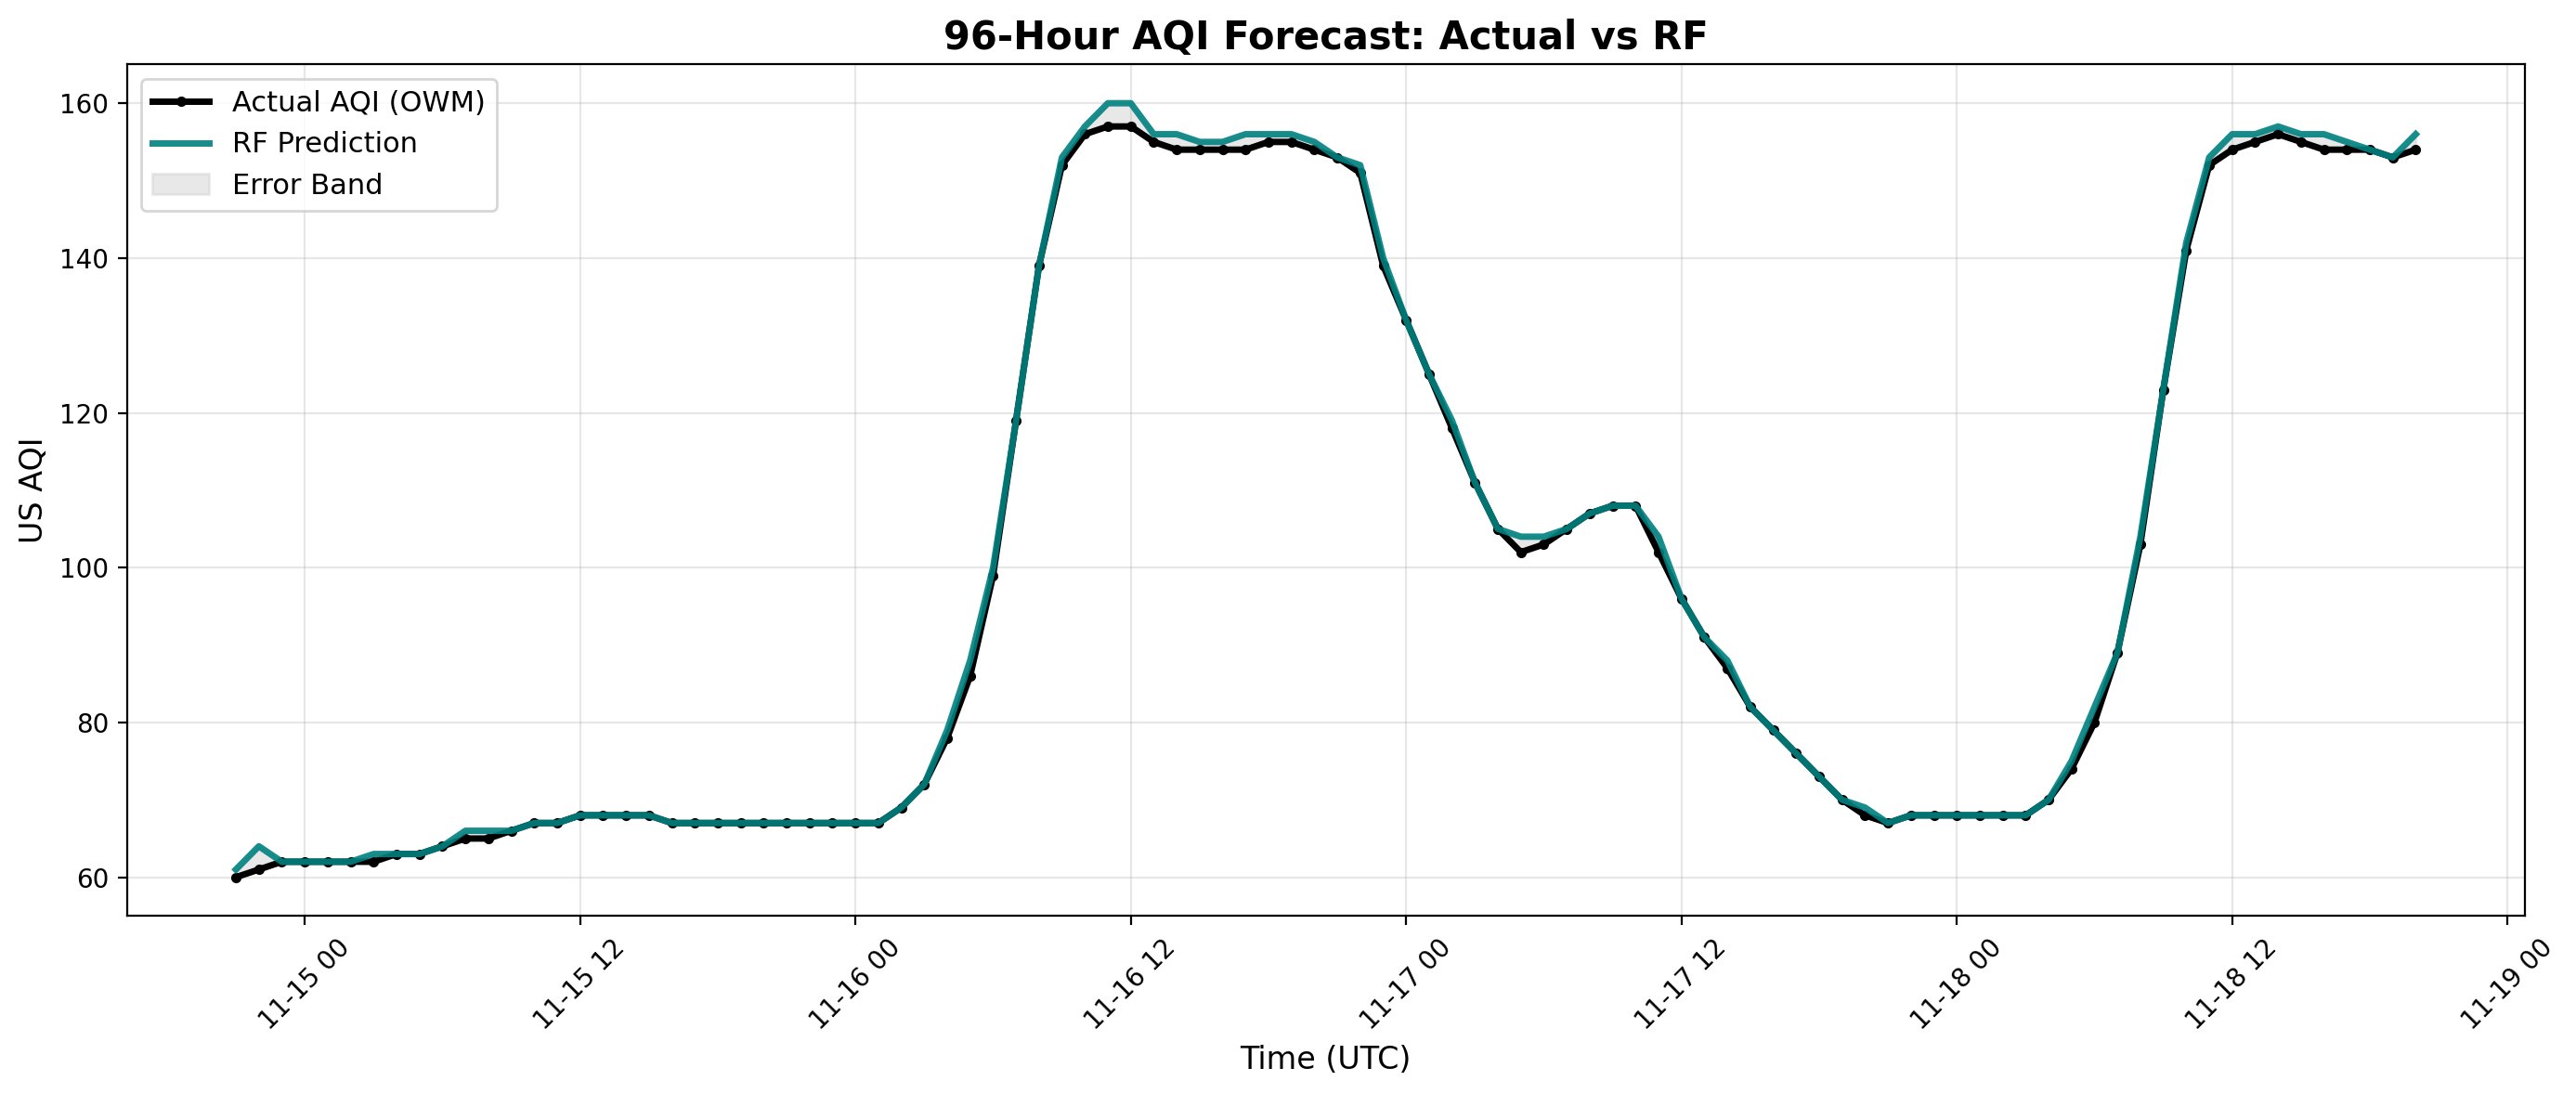 96-Hour AQI Forecast: Actual vs RF
Actual AQI (OWM)
RF Prediction
Error Band
US AQI
160
140
120
100
80
60
11-15 00
11-15 12
11-16 00
11-16 12
11-17 00
11-17 12
11-18 00
11-18 12
11-19 00
Time (UTC)